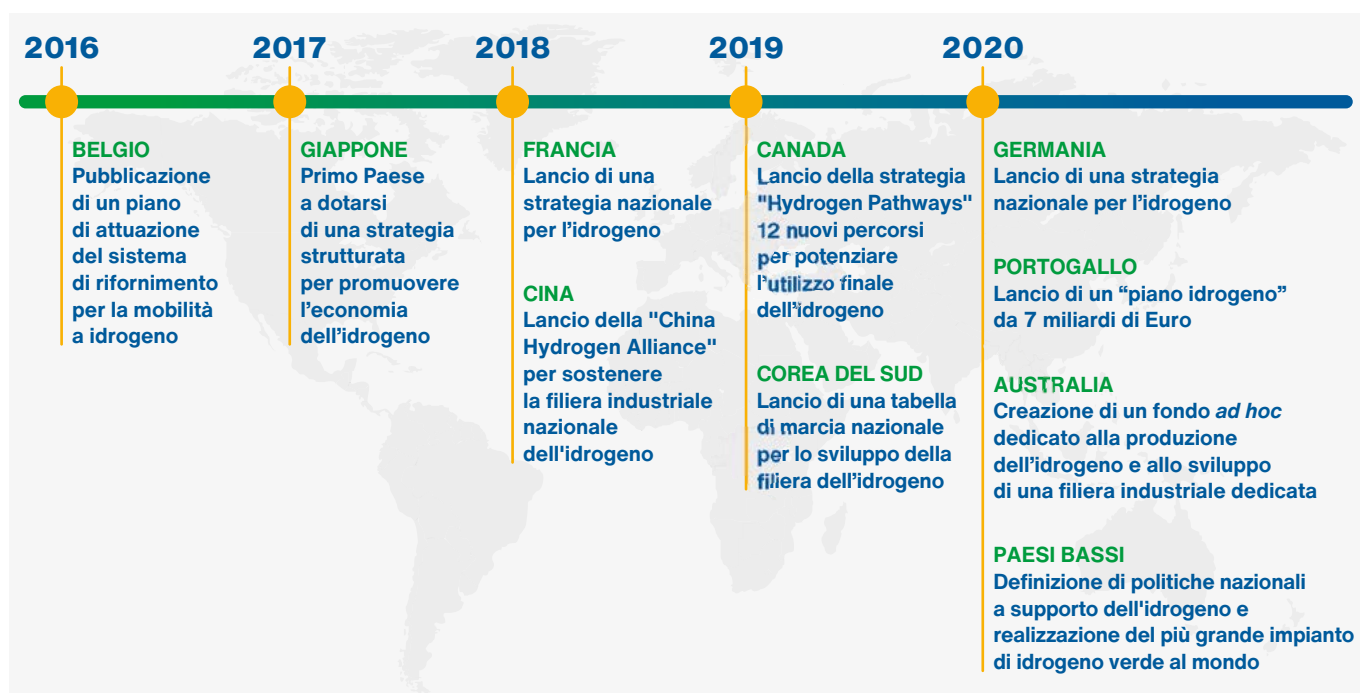 2016
BELGIO
Pubblicazione
di un piano
di attuazione
del sistema
di rifornimento
per la mobilità
a idrogeno
2017
GIAPPONE
Primo Paese
a dotarsi
di una strategia
strutturata
per promuovere
l'economia
dell’idrogeno
2018
FRANCIA
Lancio di una
strategia nazionale
per l’idrogeno
CINA
Lancio della "China
Hydrogen Alliance"
per sostenere
la filiera industriale
nazionale
dell'idrogeno
2019
CANADA
Lancio della strategia
"Hydrogen Pathways"
12 nuovi percorsi
per potenziare
l’utilizzo finale
dell’idrogeno
COREA DEL SUD
Lancio di una tabella
di marcia nazionale
per lo sviluppo della
filiera dell’idrogeno
2020
GERMANIA
Lancio di una strategia
nazionale per l’idrogeno
PORTOGALLO
Lancio di un “piano idrogeno”
da 7 miliardi di Euro
AUSTRALIA
Creazione di un fondo ad hoc
dedicato alla produzione
dell’idrogeno e allo sviluppo
di una filiera industriale dedicata
PAESI BASSI
Definizione di politiche nazionali
a supporto dell'idrogeno e
realizzazione del più grande impianto
di idrogeno verde al mondo